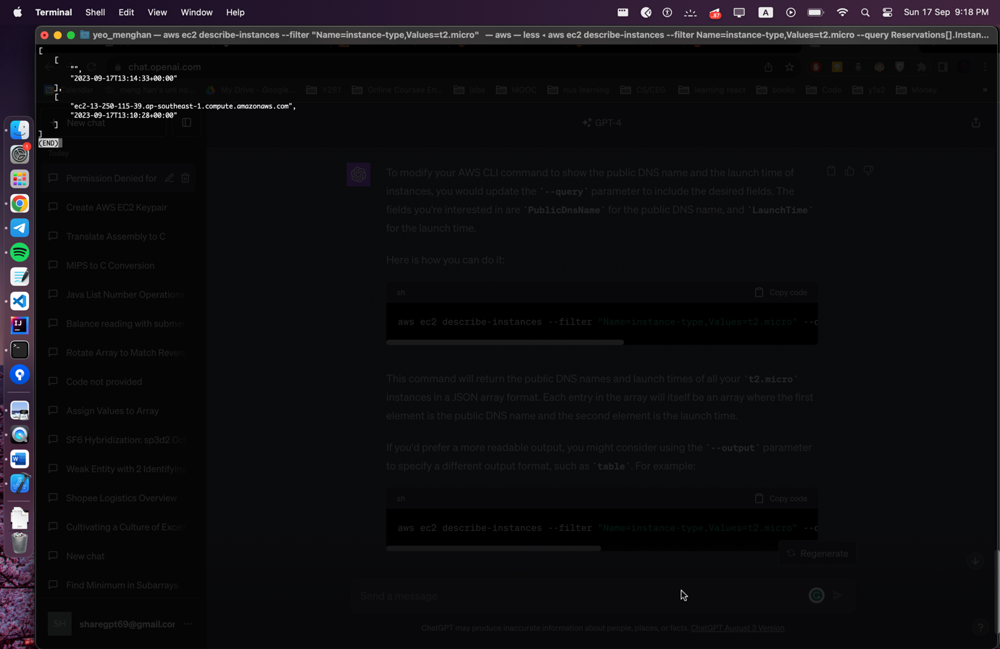 Terminal Shell Edit View Window Help
.87 A Sun 17 Sep 9:18 PM
yeo_menghan — aws ec2 describe-instances --filter "Name=instance-type,Values=t2.micro" — aws — less ◂ aws ec2 describe-instances --filter Name=instance-type,Values=t2.micro --query Reservations[].Instan...
[
[
"",
"2023-09-17T13:14:33+00:00"
],
[
"ec2-13-250-115-39.ap-southeast-1.compute.amazonaws.com",
"2023-09-17T13:10:28+00:00"
]
]
(END)
chat.openai.com
Calendar meng han's uni no... My Drive – Google... Y2S1 Online Courses En... jobs MOOC nus learning CS/CEG learning react books Code y1s2 Money »
New chat
GPT-4
Today
Permission Denied for
Create AWS EC2 Keypair
Translate Assembly to C
MIPS to C Conversion
Java List Number Operations
Balance reading with subme
Rotate Array to Match Rever
Code not provided
Assign Values to Array
SF6 Hybridization: sp3d2 Oc
Weak Entity with 2 Identifying
Shopee Logistics Overview
Cultivating a Culture of Excel
New chat
Find Minimum in Subarrays
SH sharegpt69@gmail.cor ...
To modify your AWS CLI command to show the public DNS name and the launch time of
instances, you would update the `--query` parameter to include the desired fields. The
fields you're interested in are `PublicDnsName` for the public DNS name, and `LaunchTime`
for the launch time.
Here is how you can do it:
sh Copy code
aws ec2 describe-instances --filter "Name=instance-type,Values=t2.micro" --q
This command will return the public DNS names and launch times of all your `t2.micro`
instances in a JSON array format. Each entry in the array will itself be an array where the first
element is the public DNS name and the second element is the launch time.
If you'd prefer a more readable output, you might consider using the `--output` parameter
to specify a different output format, such as `table`. For example:
sh Copy code
aws ec2 describe-instances --filter "Name=instance-type,Values=t2.micro" --q
Regenerate
Send a message
ChatGPT may produce inaccurate information about people, places, or facts. ChatGPT August 3 Version
?
1
IJ
W